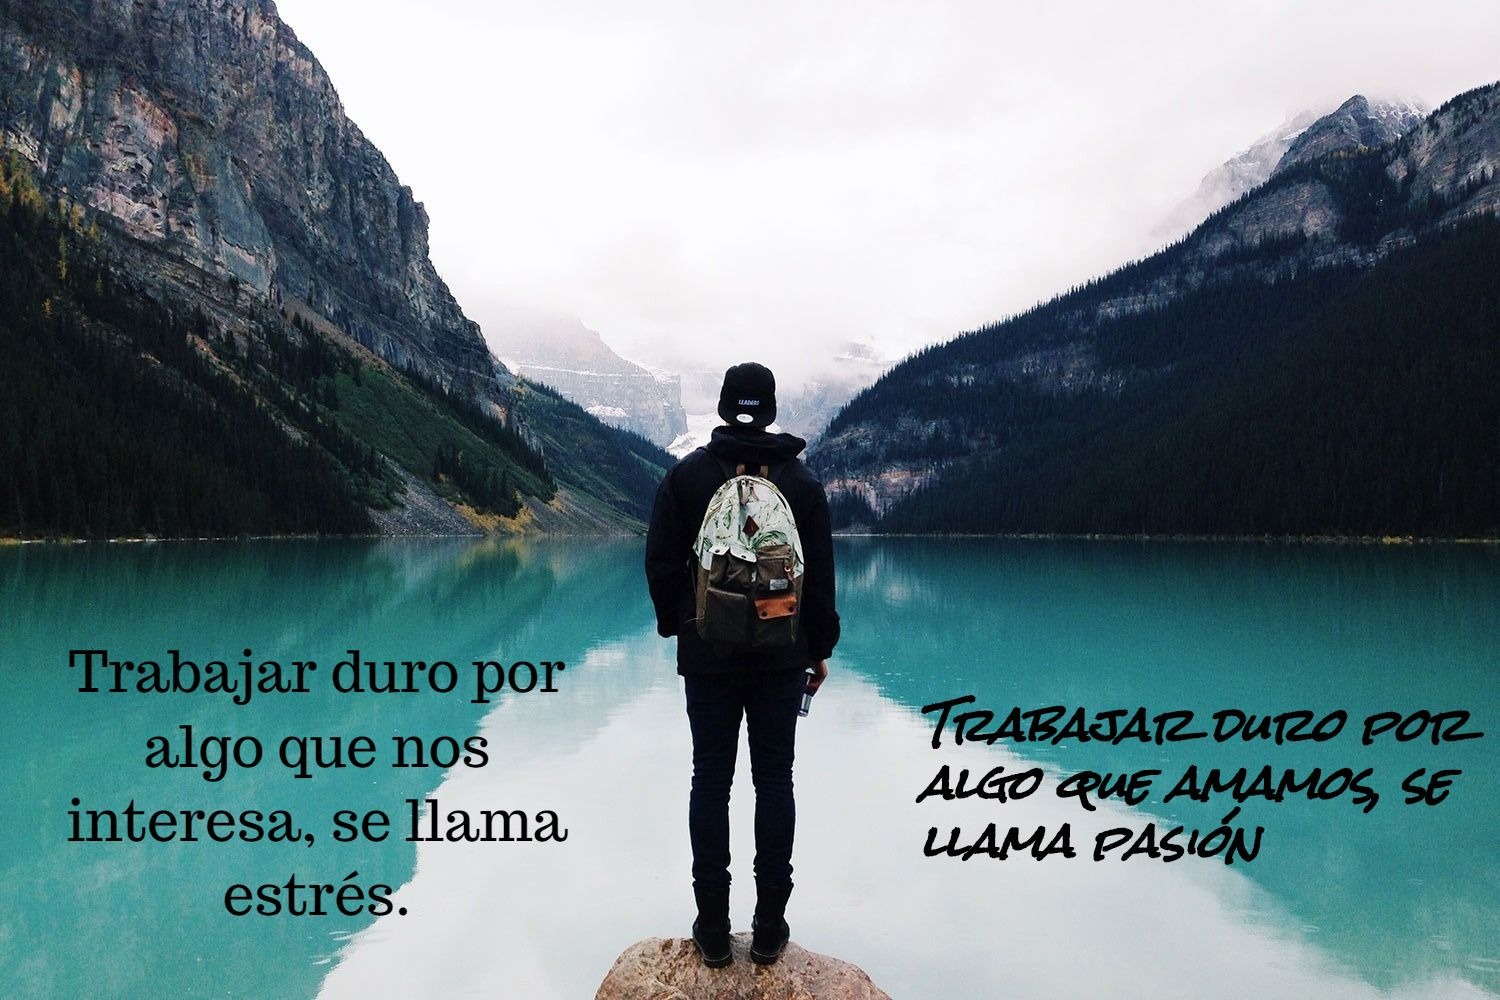 LEADERS
Trabajar duro por
algo que nos
interesa, se llama
estrés.
TRABAJAR DURO POR
ALGO QUE AMAMOS, SE
LLAMA PASIÓN